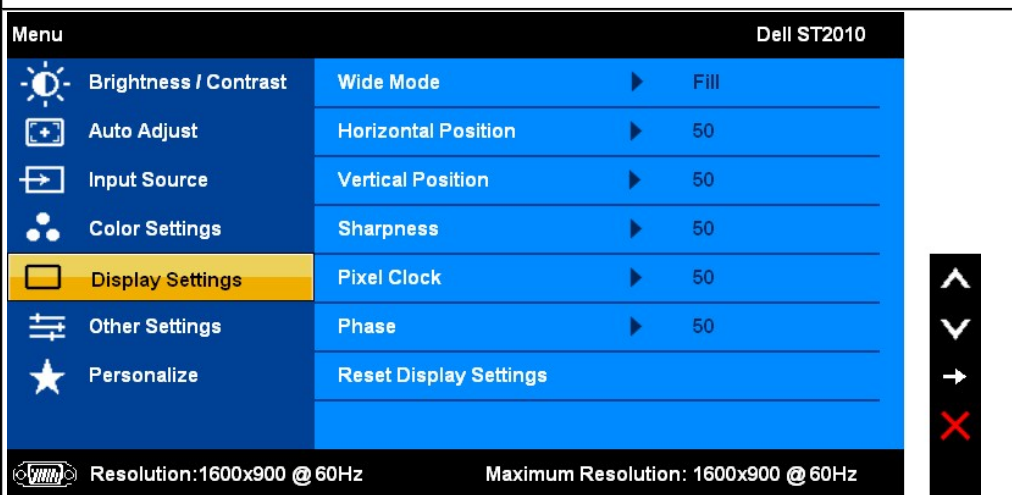 Menu Dell ST2010
Brightness / Contrast Wide Mode Fill
Auto Adjust Horizontal Position 50
Input Source Vertical Position 50
Color Settings Sharpness 50
Display Settings Pixel Clock 50
Other Settings Phase 50
Personalize Reset Display Settings
Resolution:1600x900 @ 60Hz Maximum Resolution: 1600x900 @ 60Hz